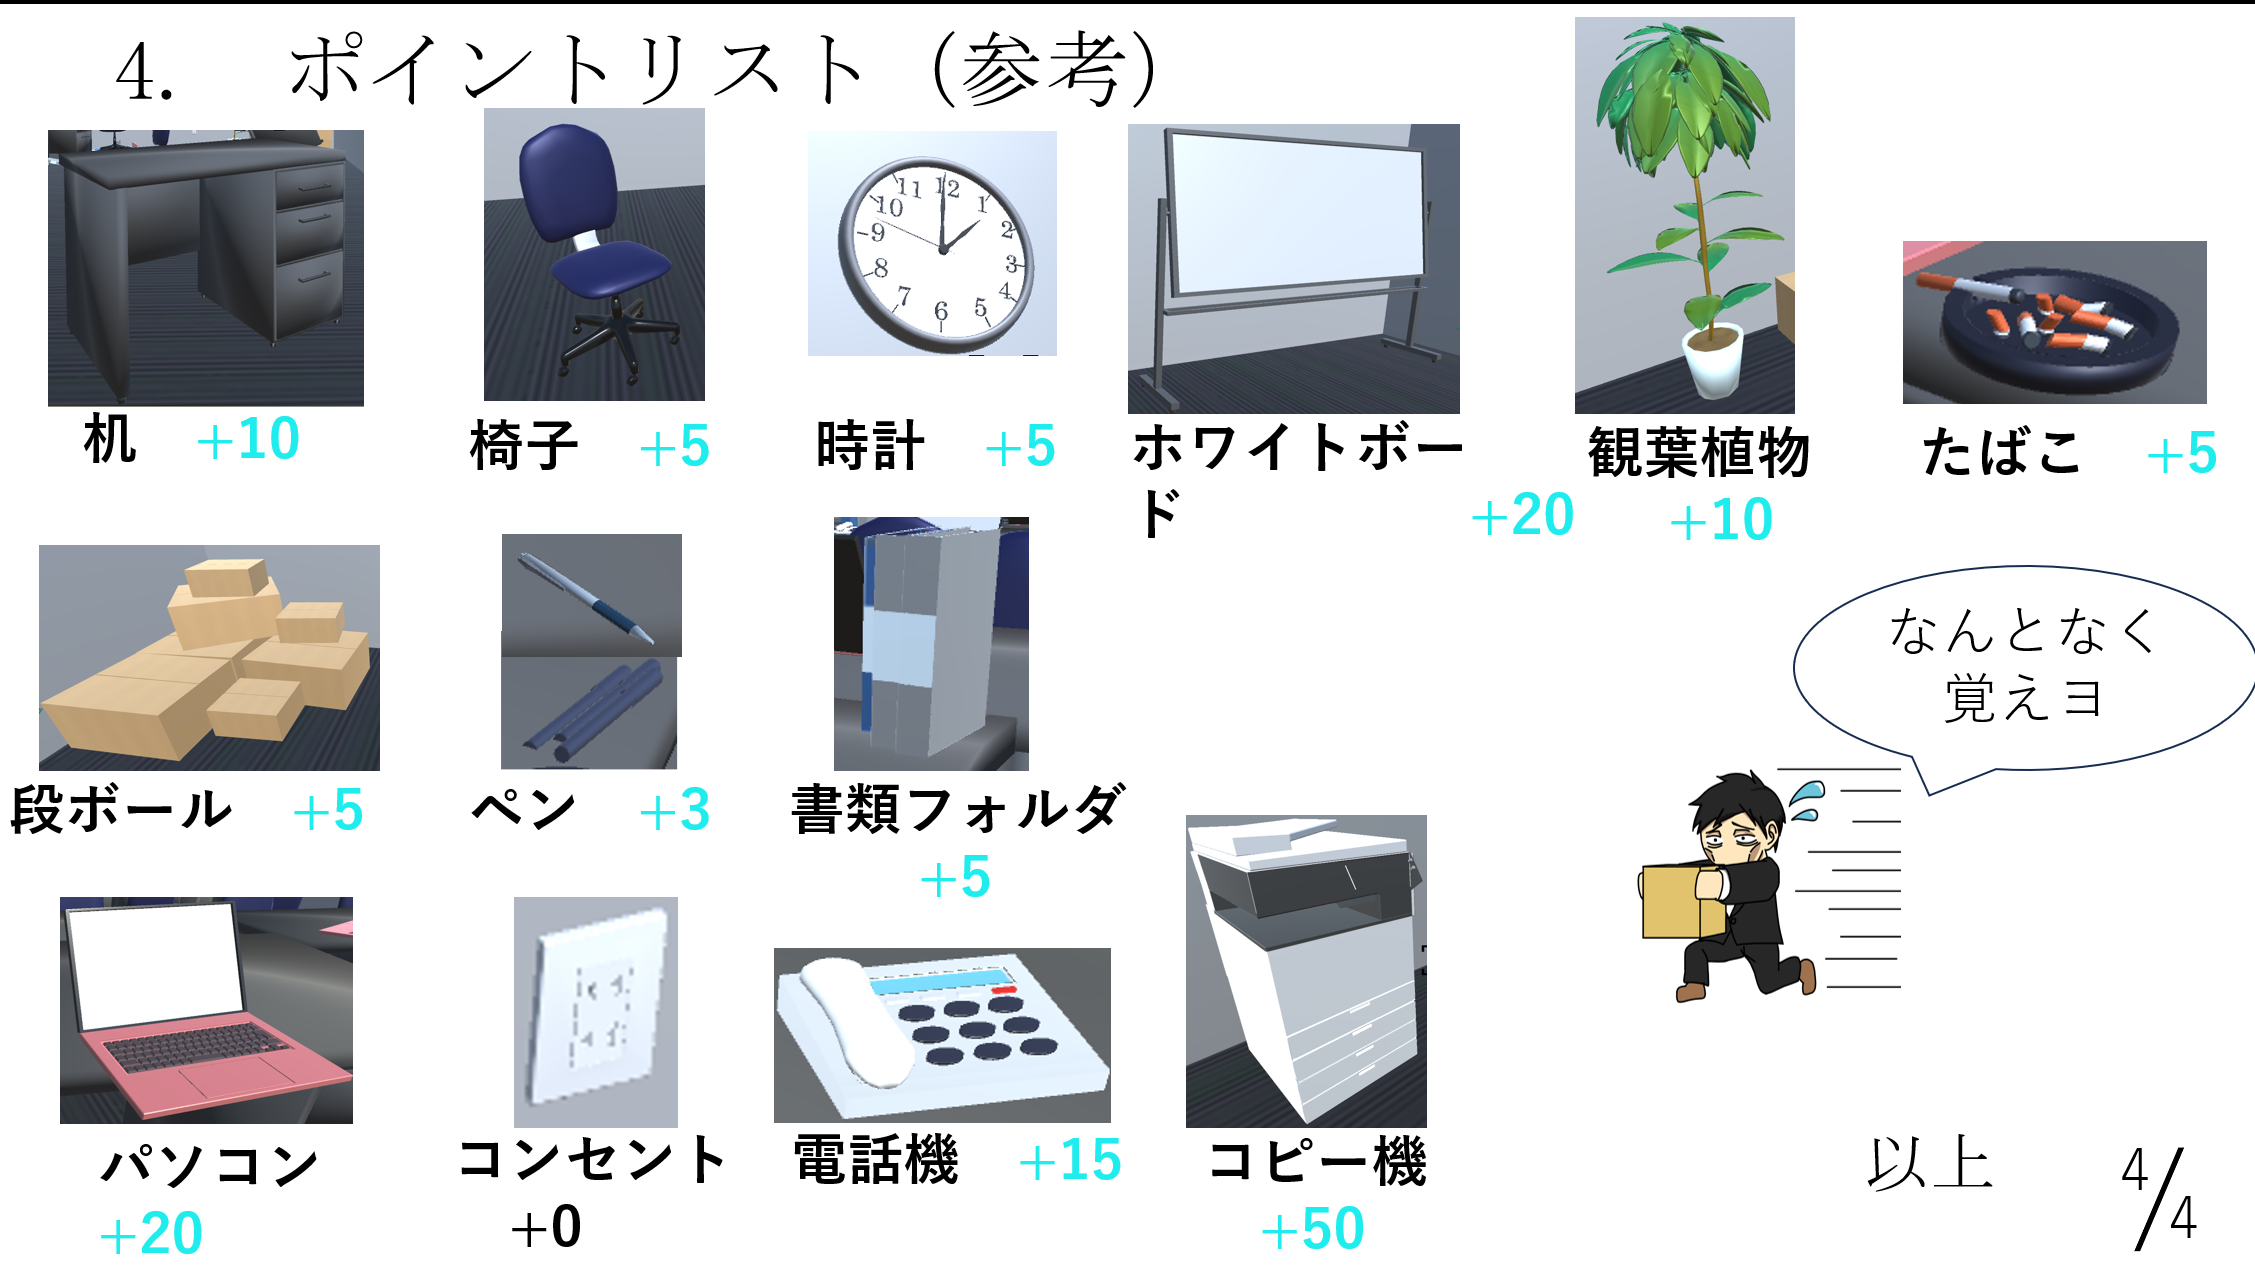 4. ポイントリスト（参考）
机 +10
椅子 +5
時計 +5
ホワイトボー
ド +20
観葉植物
+10
たばこ +5
段ボール +5
ペン +3
書類フォルダ
+5
なんとなく
覚えヨ
パソコン
+20
コンセント
+0
電話機 +15
コピー機
+50
以上
4/4
11 12 1
10 2
9 3
8 4
7 6 5